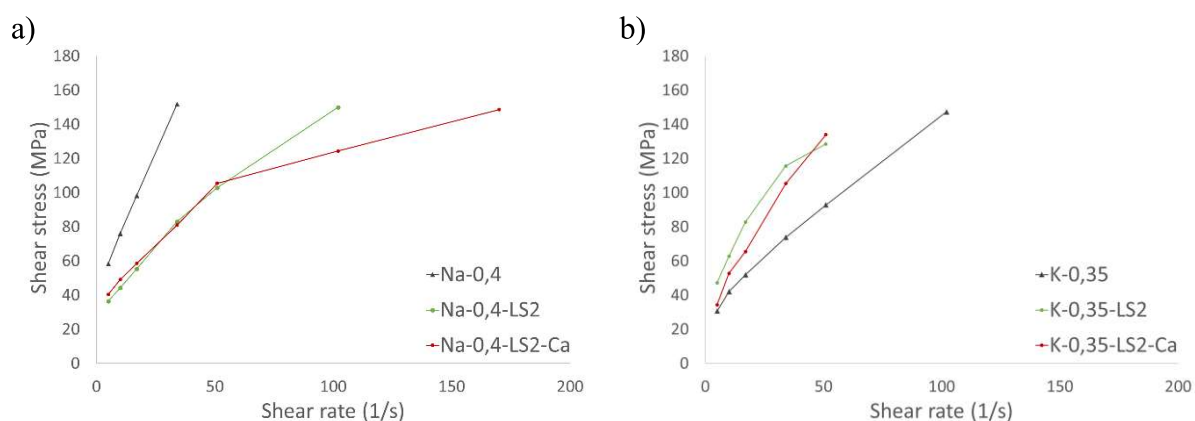 a)
180
160
140
120
100
80
60
40
20
0
Shear stress (MPa)
0 50 100 150 200
Shear rate (1/s)
Na-0,4
Na-0,4-LS2
Na-0,4-LS2-Ca
b)
180
160
140
120
100
80
60
40
20
0
Shear stress (MPa)
0 50 100 150 200
Shear rate (1/s)
K-0,35
K-0,35-LS2
K-0,35-LS2-Ca